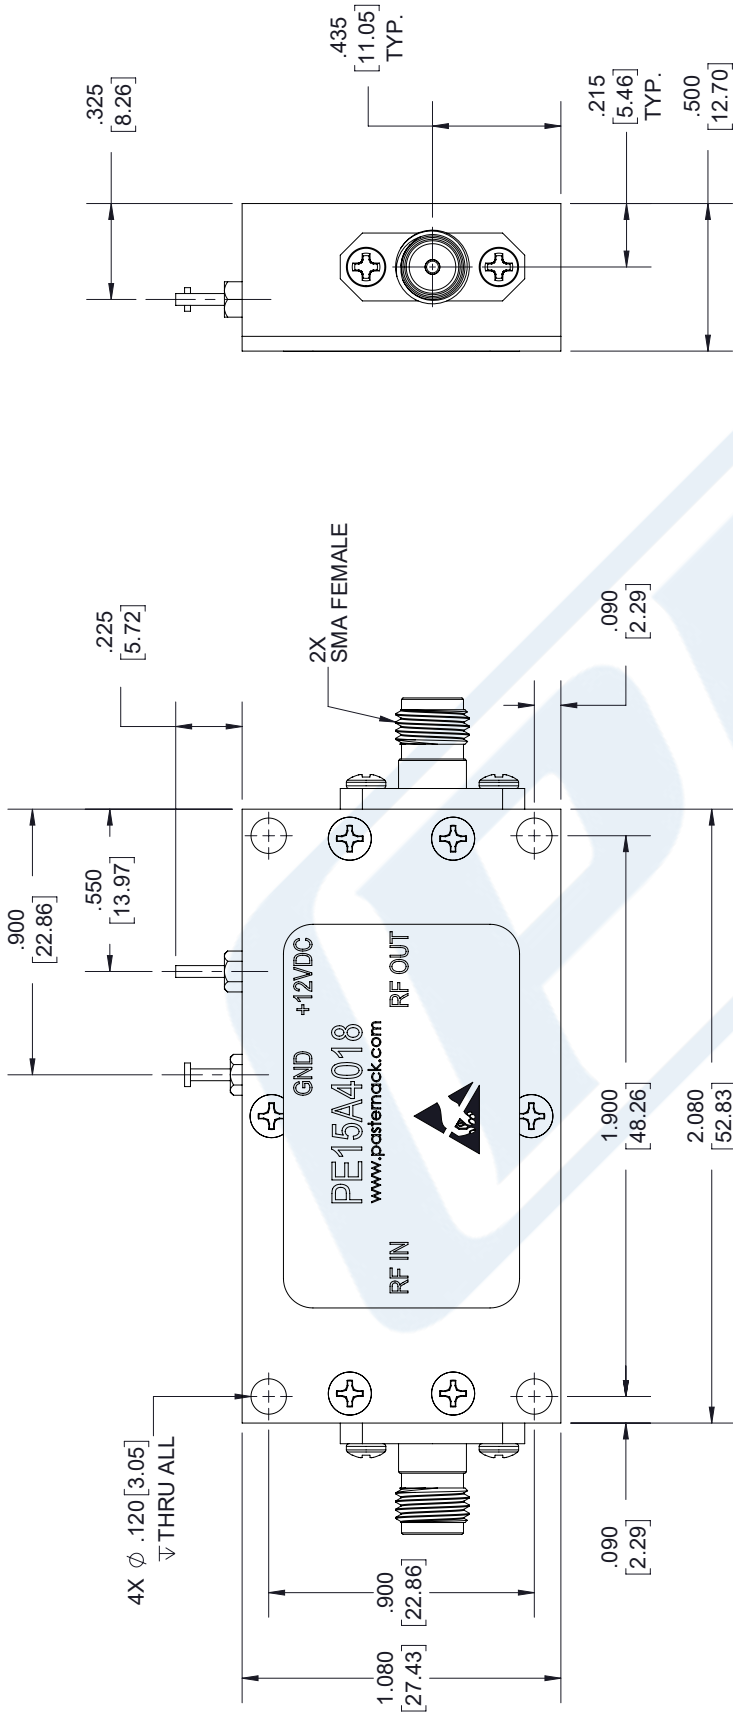 .900
[22.86]
.550
[13.97]
.225
[5.72]
.325
[8.26]
4X ⌀ .120 [3.05]
↧ THRU ALL
2X
SMA FEMALE
.435
[11.05]
TYP.
GND +12VDC
PE15A4018
www.pasternack.com
RF IN RF OUT
1.080
[27.43]
.900
[22.86]
.090
[2.29]
.090
[2.29]
1.900
[48.26]
2.080
[52.83]
.215
[5.46]
TYP.
.500
[12.70]